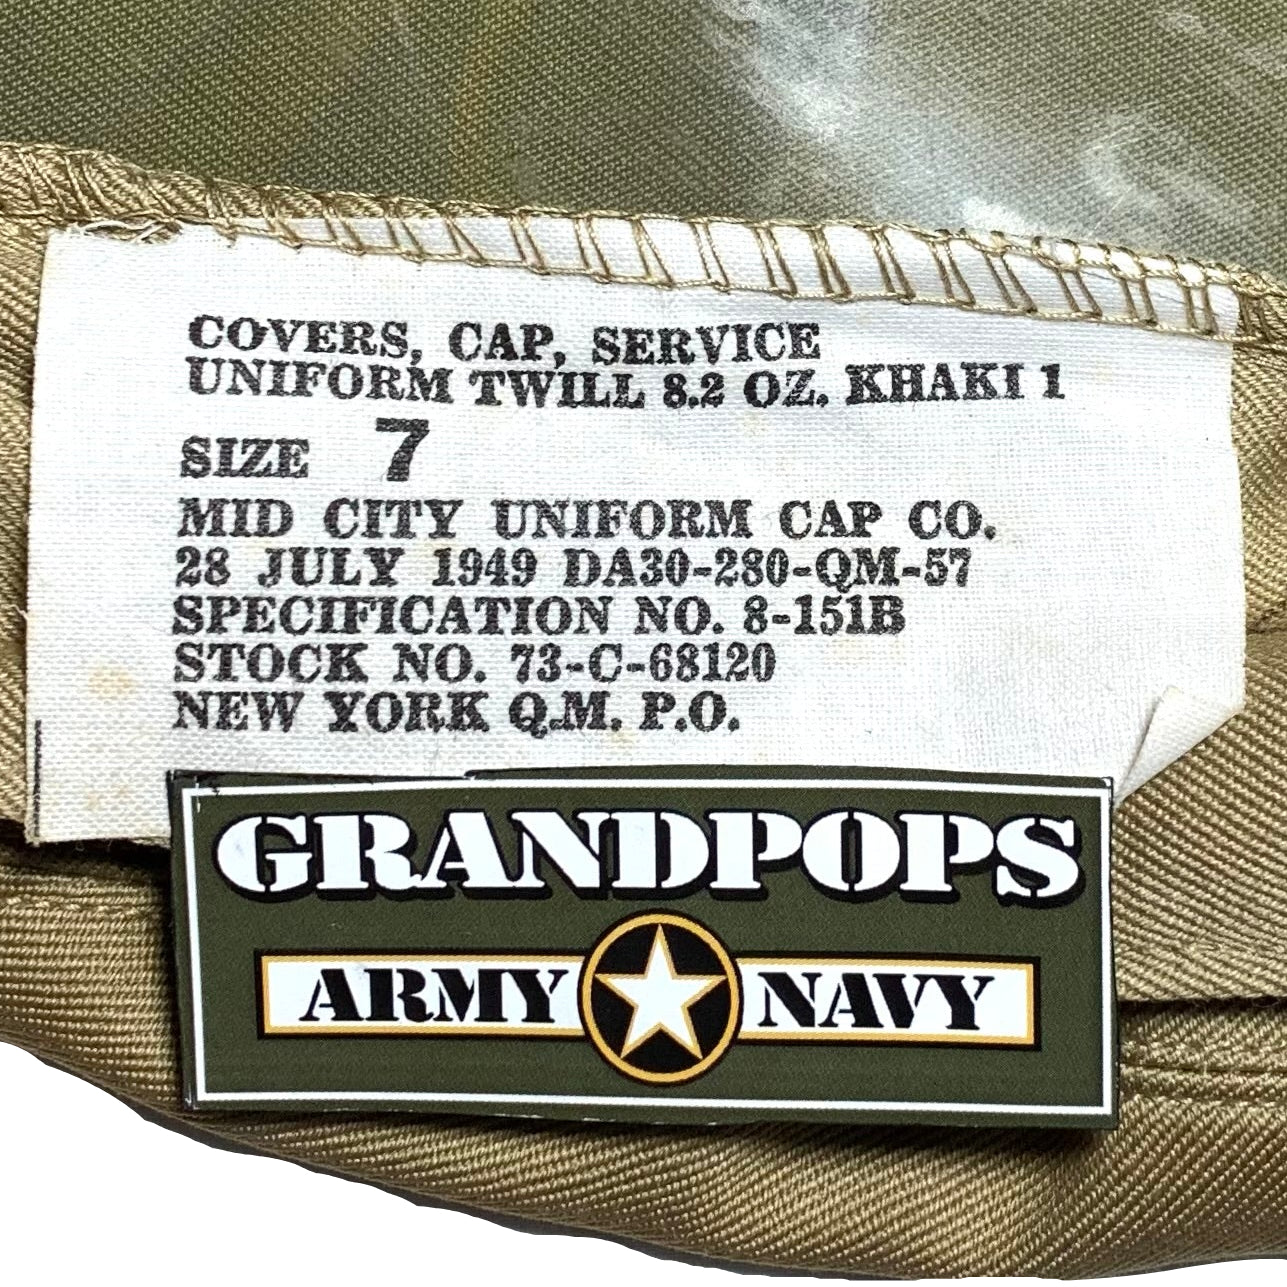 COVERS, CAP, SERVICE
UNIFORM TWILL 8.2 OZ. KHAKI 1
SIZE 7
MID CITY UNIFORM CAP CO.
28 JULY 1949 DA30-280-QM-57
SPECIFICATION NO. 8-151B
STOCK NO. 73-C-68120
NEW YORK Q.M. P.O.
GRANDPOPS
ARMY NAVY